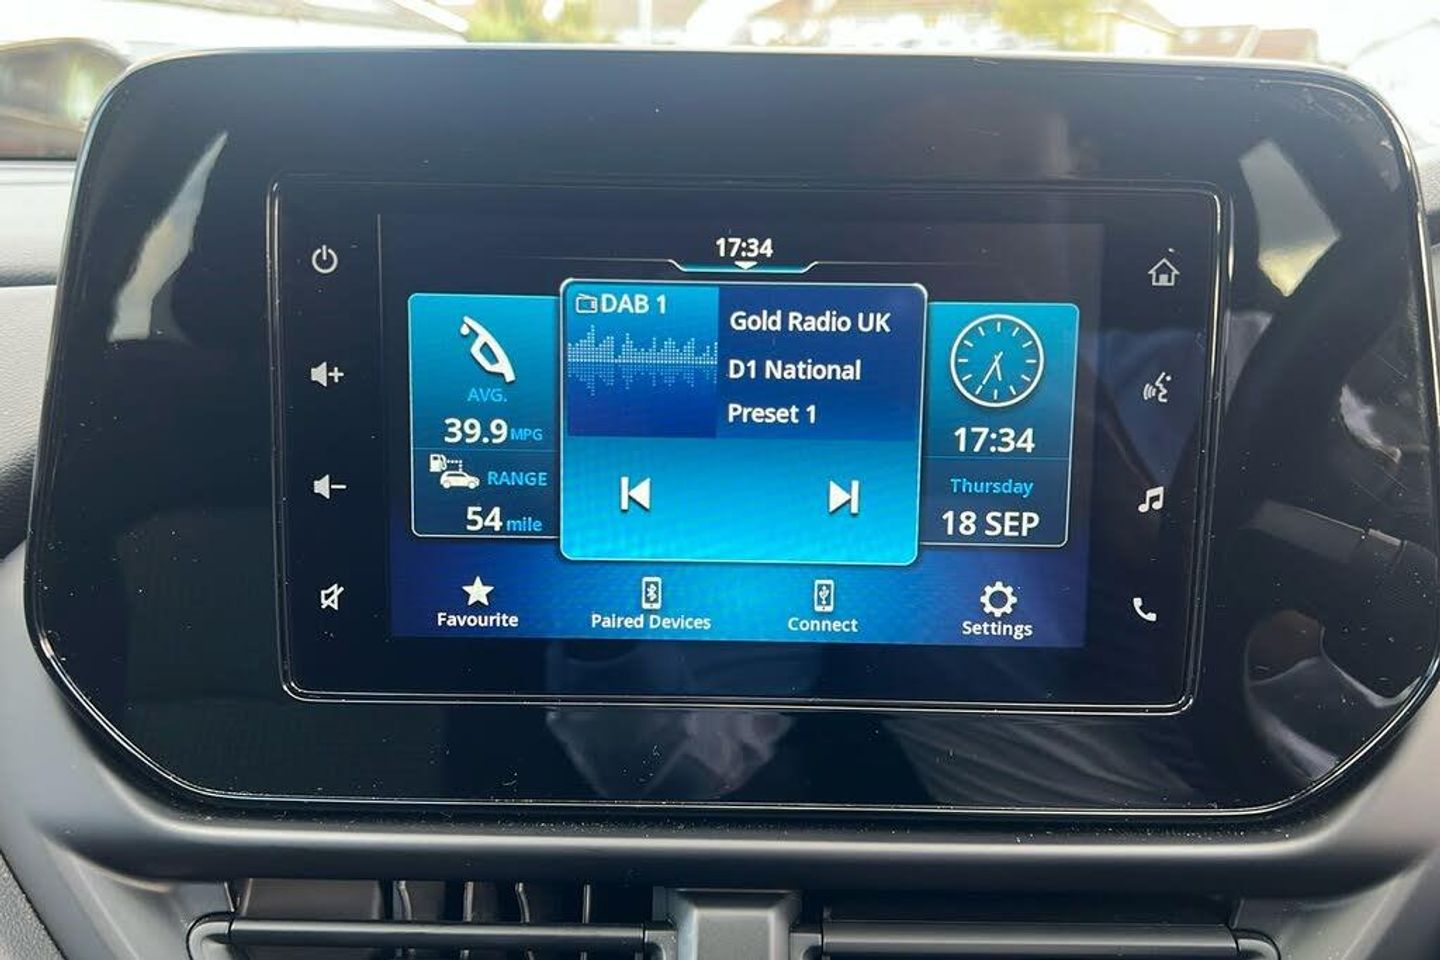 17:34
DAB 1
Gold Radio UK
D1 National
Preset 1
AVG.
39.9 MPG
RANGE
54 mile
17:34
Thursday
18 SEP
Favourite
Paired Devices
Connect
Settings